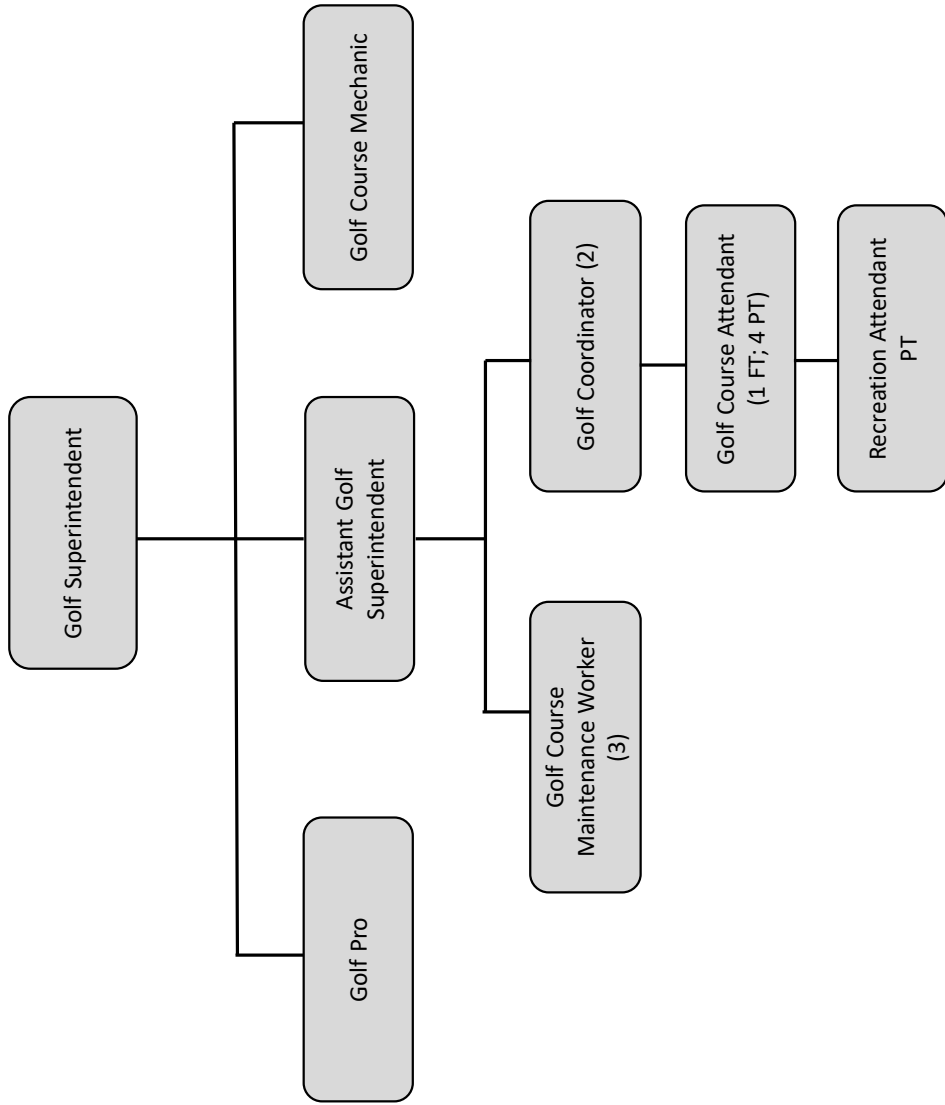 Golf Superintendent
Golf Pro
Assistant Golf
Superintendent
Golf Course Mechanic
Golf Course
Maintenance Worker
(3)
Golf Coordinator (2)
Golf Course Attendant
(1 FT; 4 PT)
Recreation Attendant
PT